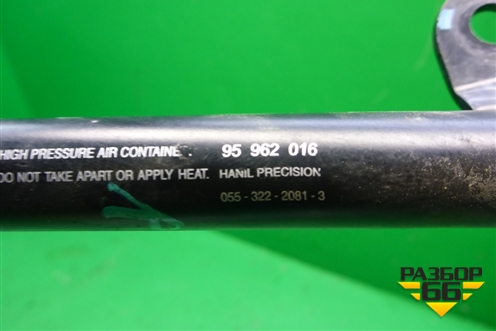 HIGH PRESSURE AIR CONTAINE 95 962 016
DO NOT TAKE APART OR APPLY HEAT. HANIL PRECISION
055 - 322 - 2081 - 3
РАЗБОР
66